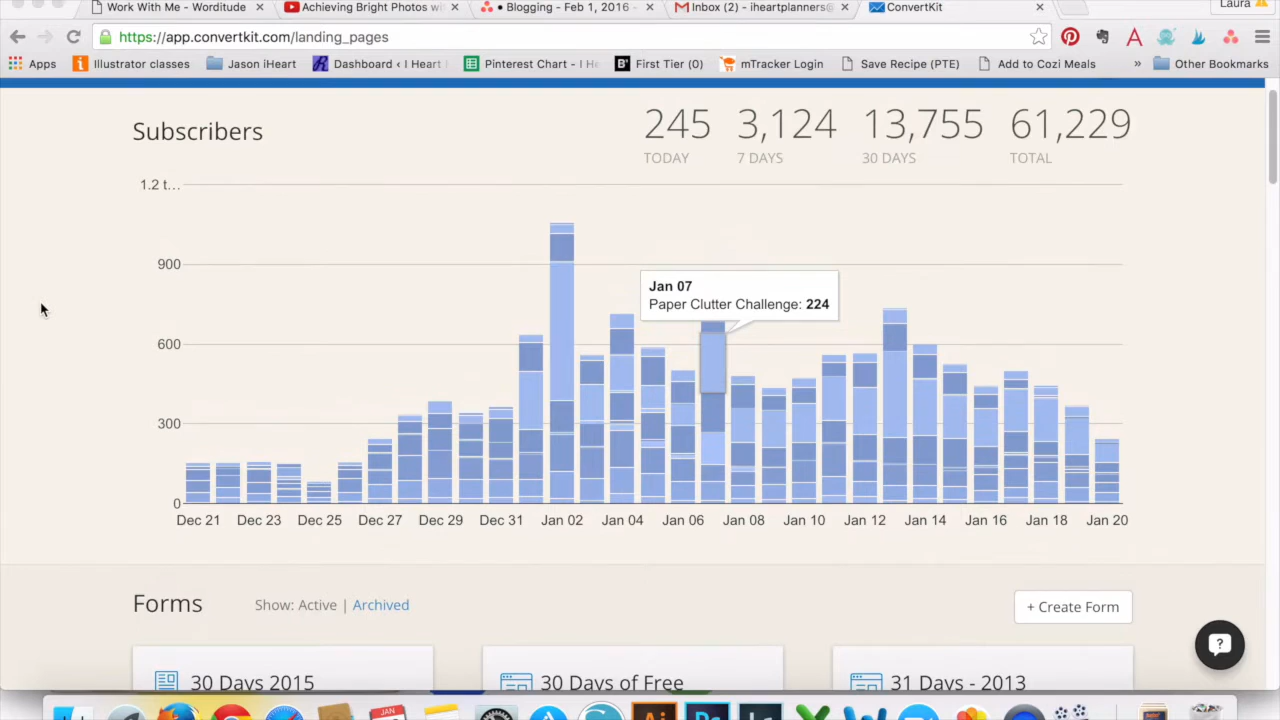 Work With Me - Worditude
Achieving Bright Photos wi
• Blogging - Feb 1, 2016 -
Inbox (2) - iheartplanners@
ConvertKit
Laura
https://app.convertkit.com/landing_pages
Apps
Illustrator classes
Jason iHeart
Dashboard ‹ I Heart
Pinterest Chart - I He
First Tier (0)
mTracker Login
Save Recipe (PTE)
Add to Cozi Meals
»
Other Bookmarks
Subscribers
245 3,124 13,755 61,229
TODAY 7 DAYS 30 DAYS TOTAL
1.2 t...
900
Jan 07
Paper Clutter Challenge: 224
600
300
0
Dec 21 Dec 23 Dec 25 Dec 27 Dec 29 Dec 31 Jan 02 Jan 04 Jan 06 Jan 08 Jan 10 Jan 12 Jan 14 Jan 16 Jan 18 Jan 20
Forms
Show: Active | Archived
+ Create Form
?
30 Days 2015
30 Days of Free
31 Days - 2013
JAN
Ai
Ps